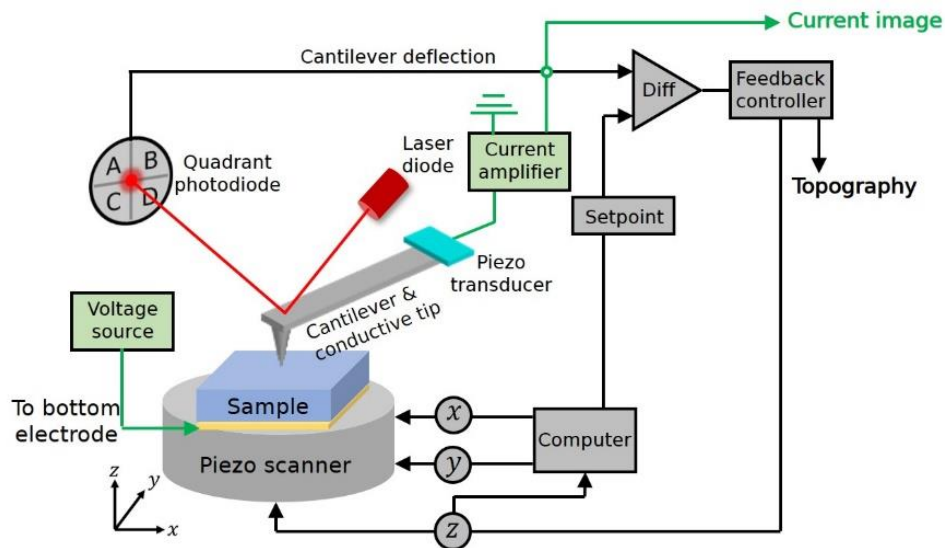 Current image
Cantilever deflection
Diff
Feedback
controller
A B
C D
Quadrant
photodiode
Laser
diode
Current
amplifier
Topography
Setpoint
Piezo
transducer
Voltage
source
Cantilever &
conductive tip
To bottom
electrode
Sample
Piezo scanner
x
y
z
Computer
z
y
x